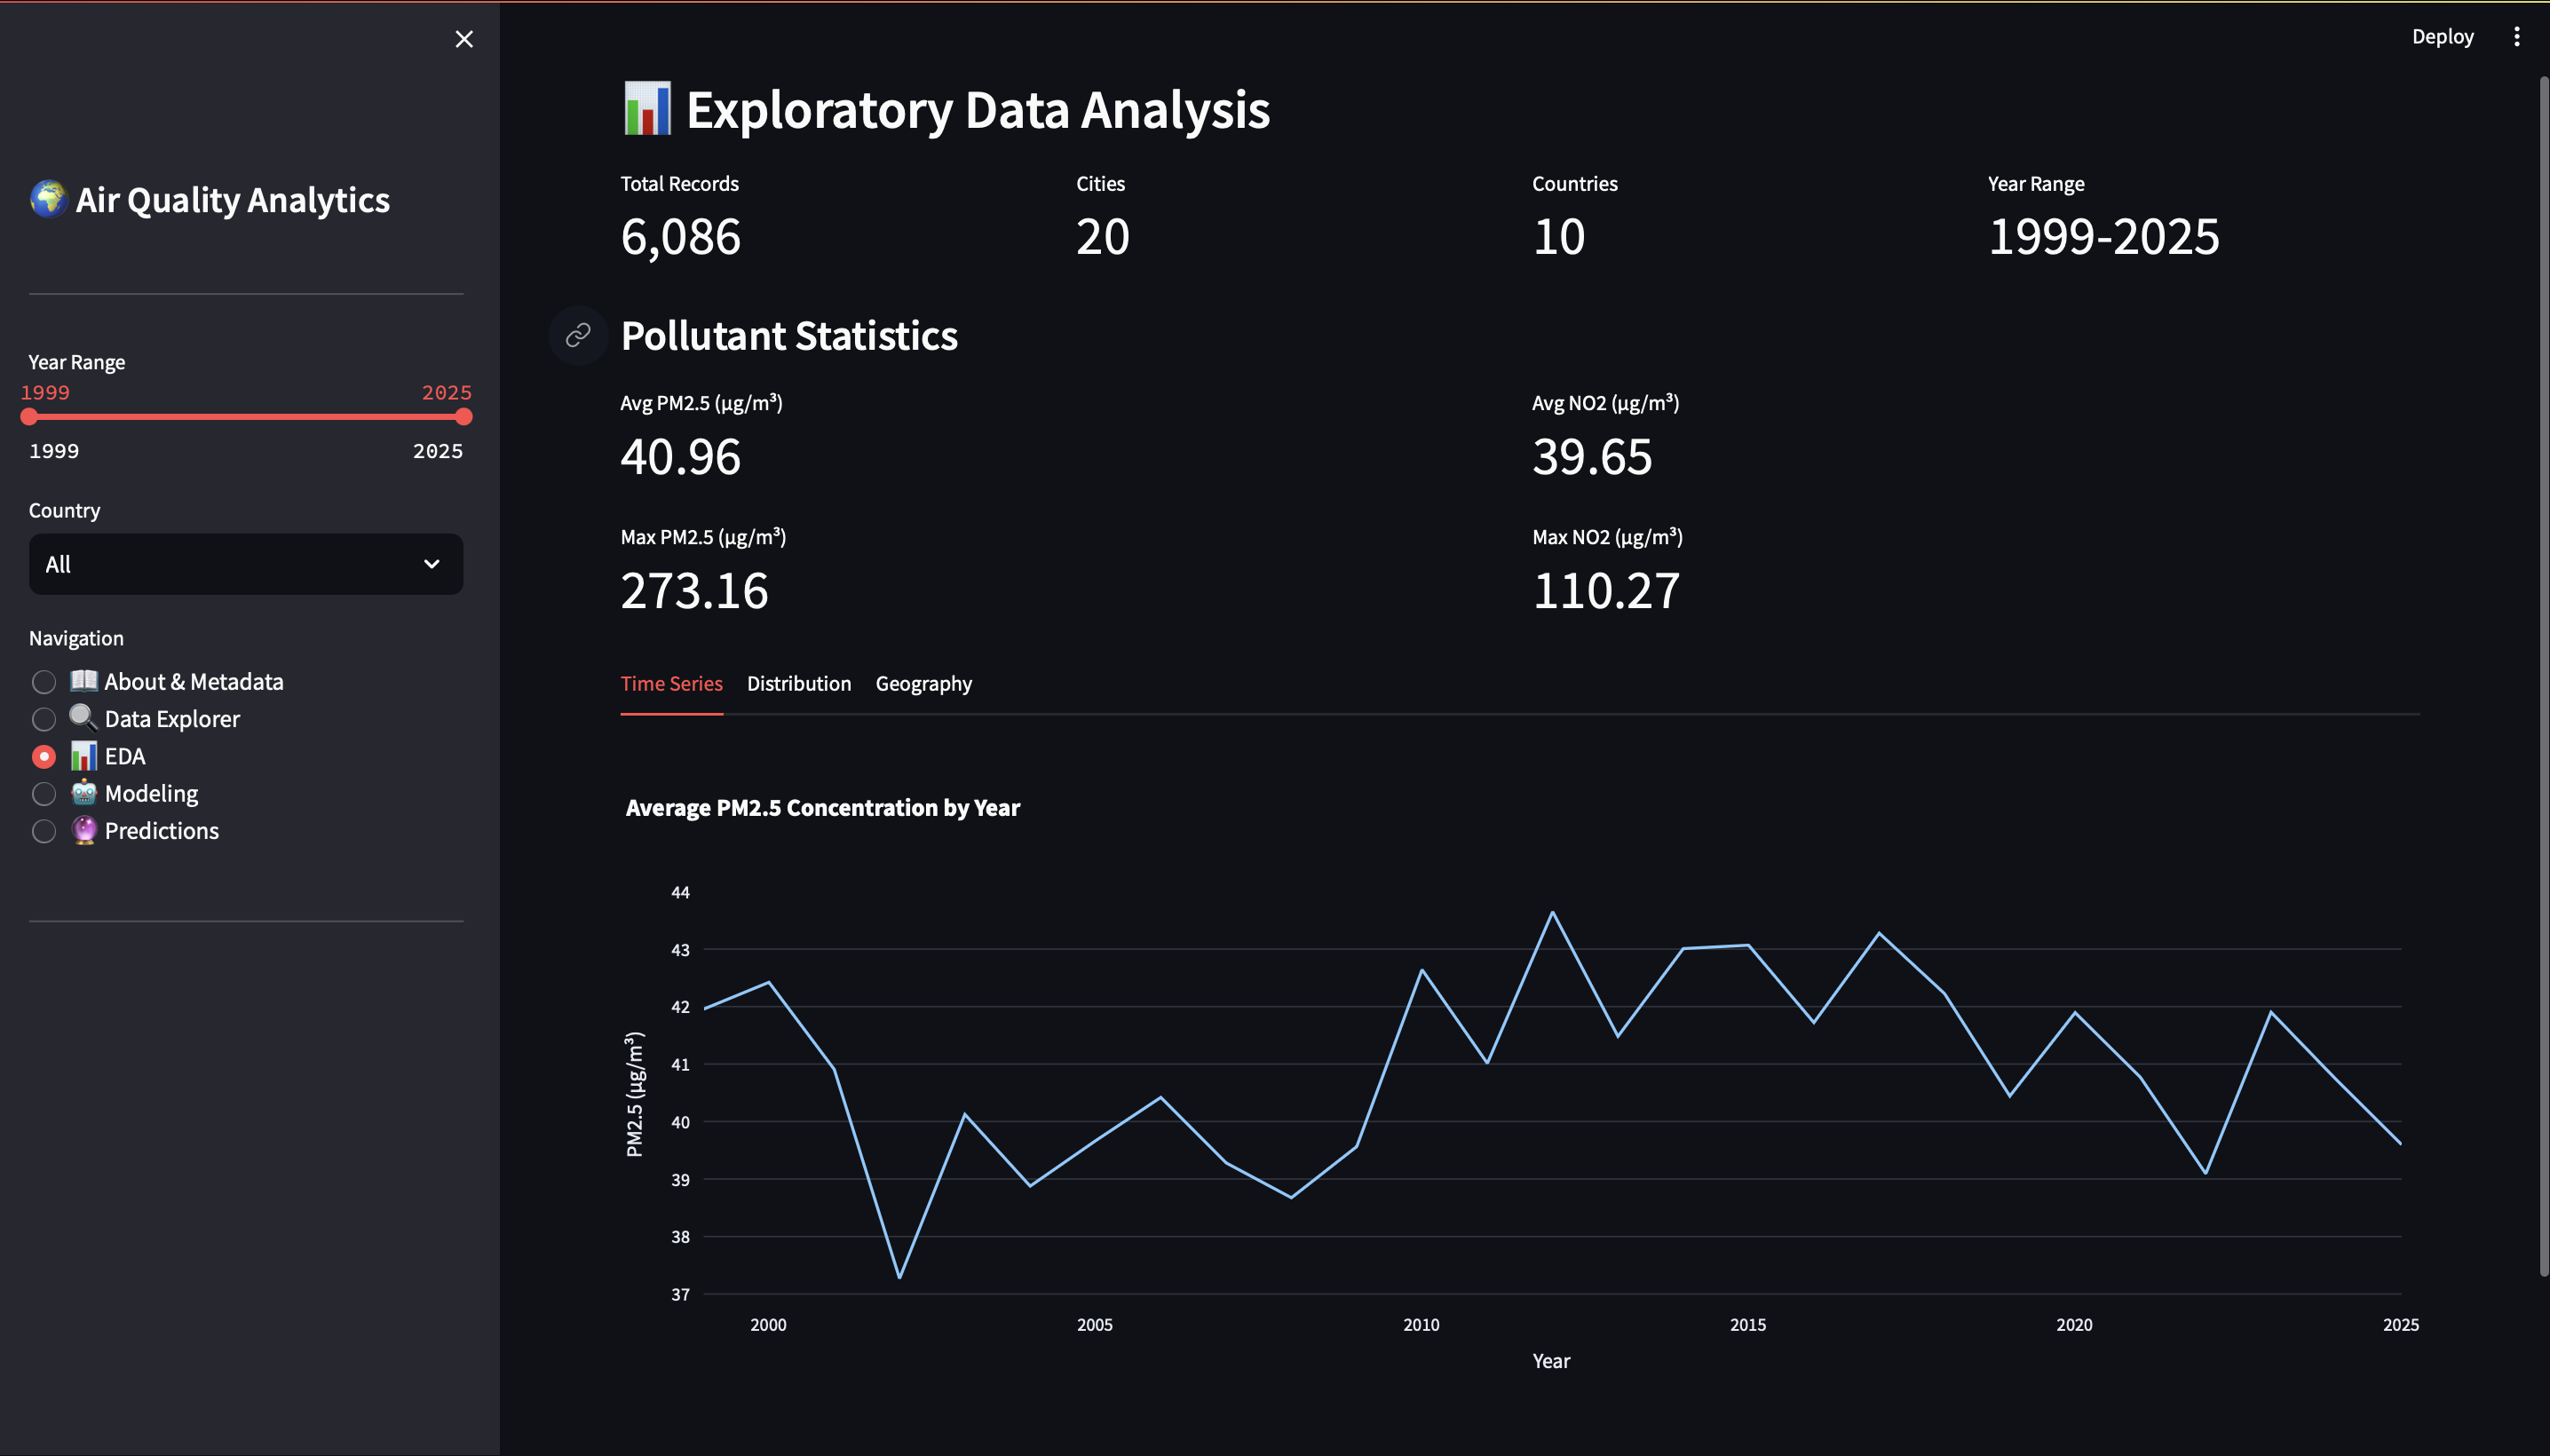 Deploy
Air Quality Analytics
Year Range
1999 2025
1999 2025
Country
All
Navigation
About & Metadata
Data Explorer
EDA
Modeling
Predictions
Exploratory Data Analysis
Total Records Cities Countries Year Range
6,086 20 10 1999-2025
Pollutant Statistics
Avg PM2.5 (µg/m³) Avg NO2 (µg/m³)
40.96 39.65
Max PM2.5 (µg/m³) Max NO2 (µg/m³)
273.16 110.27
Time Series Distribution Geography
Average PM2.5 Concentration by Year
44
43
42
41
40
39
38
37
PM2.5 (µg/m³)
2000 2005 2010 2015 2020 2025
Year